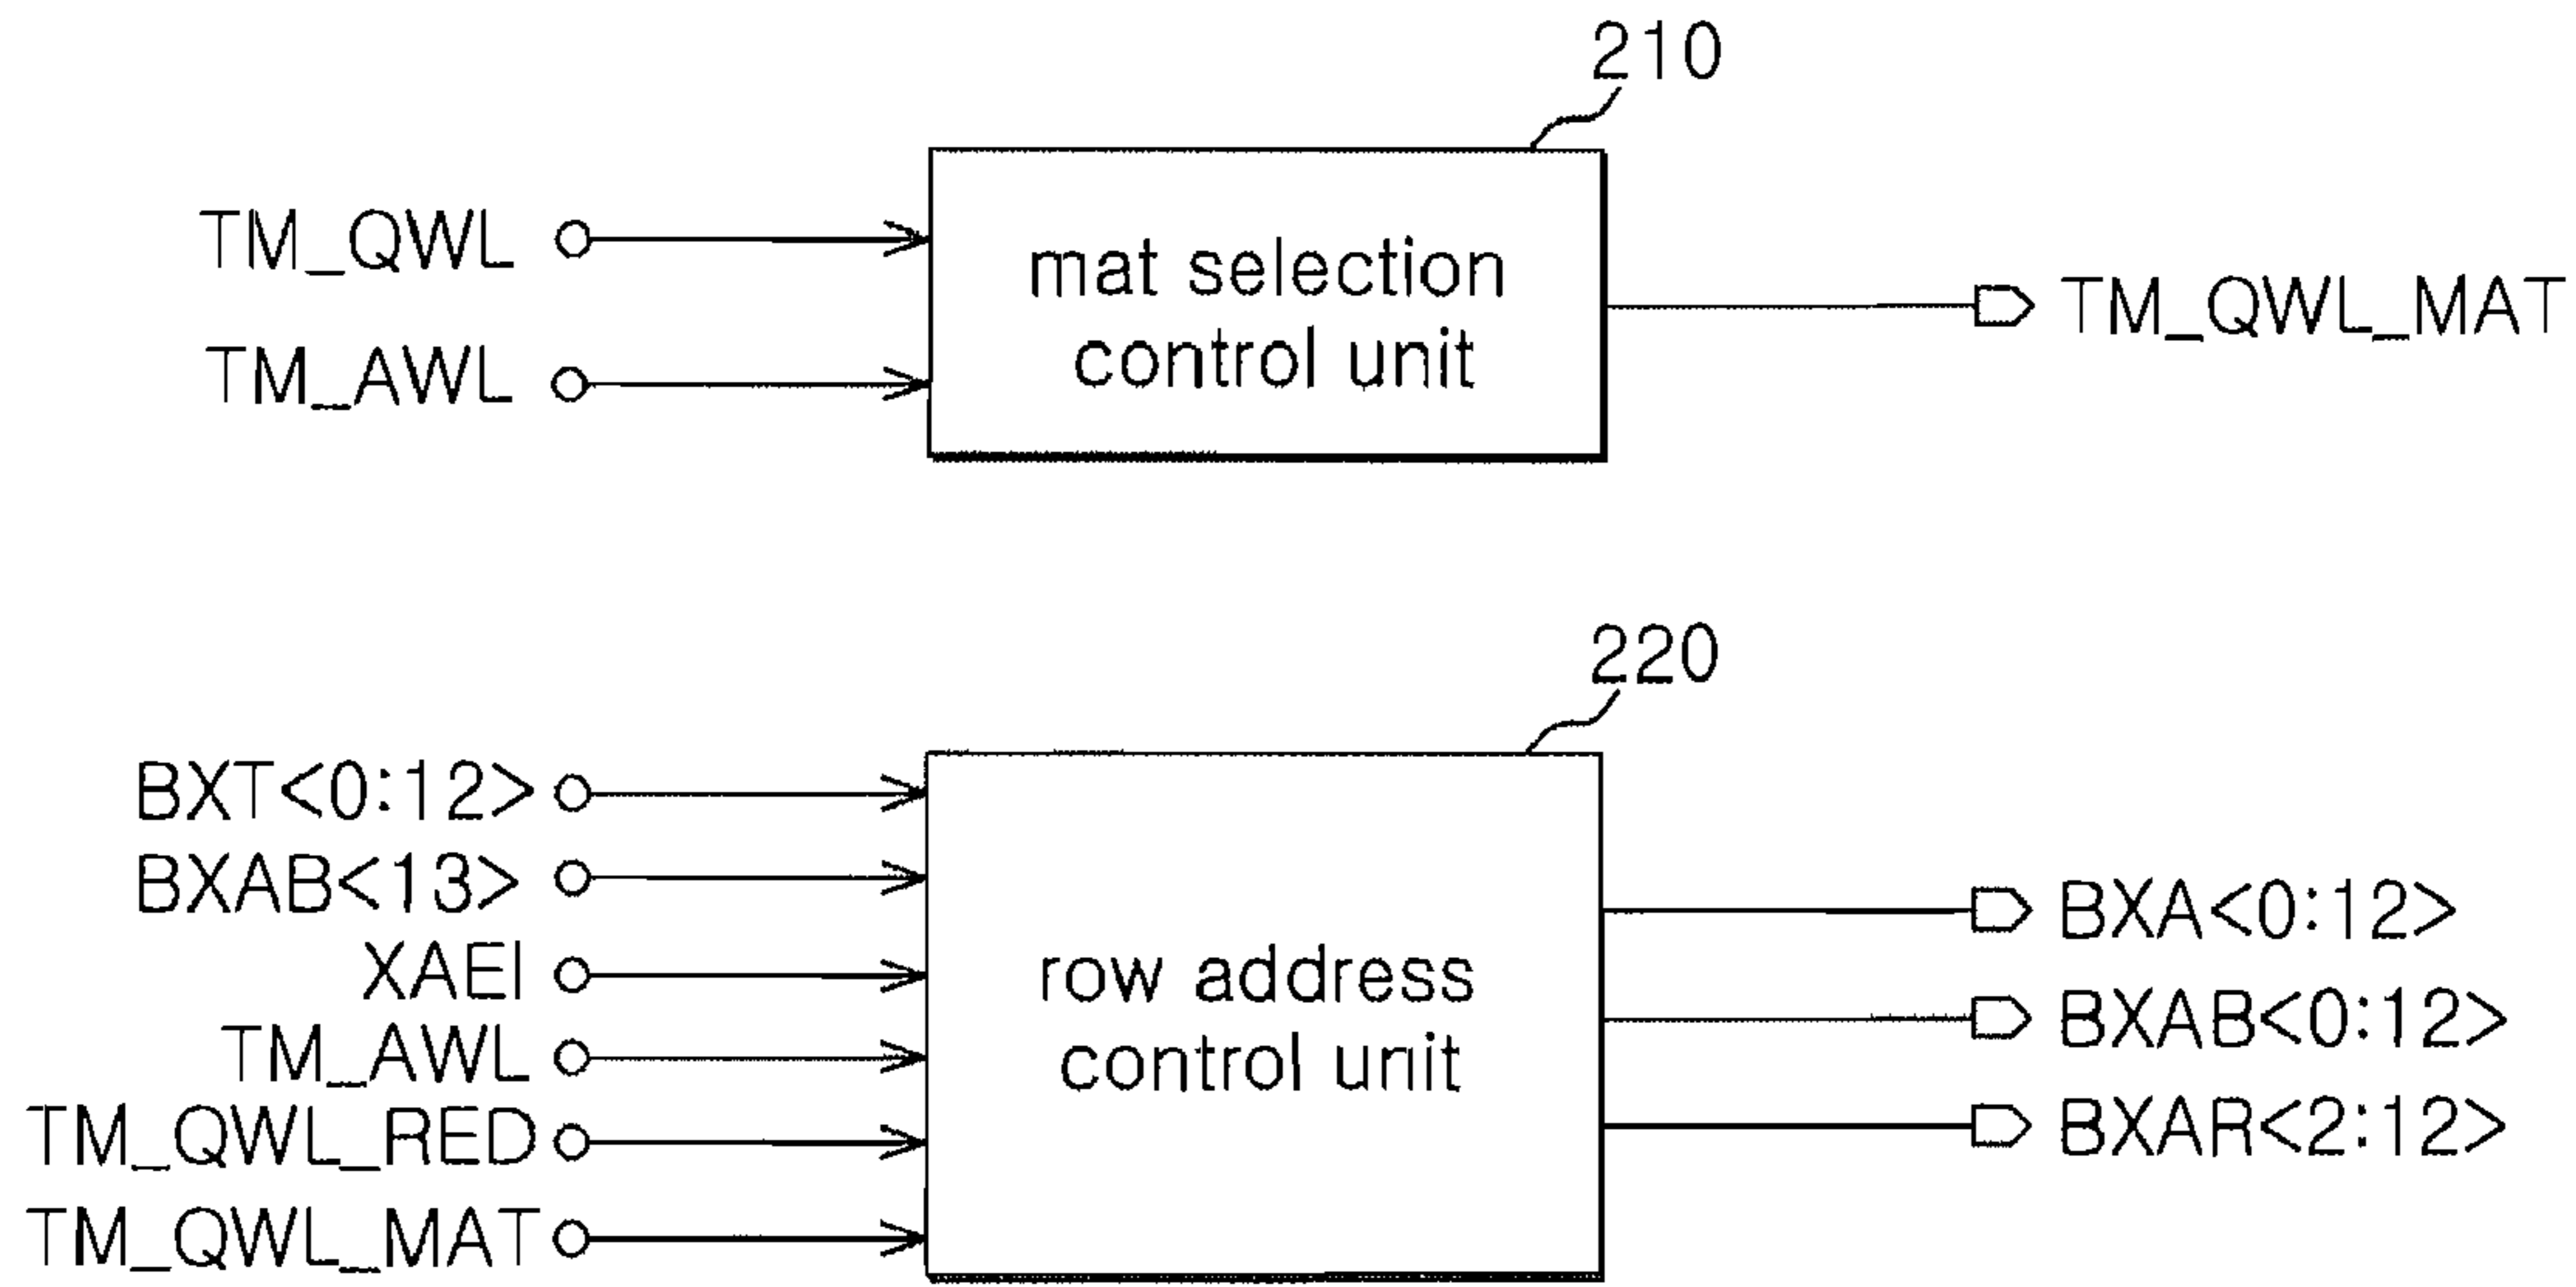 210
TM_QWL
TM_AWL
mat selection
control unit
TM_QWL_MAT
220
BXT<0:12>
BXAB<13>
XAEI
TM_AWL
TM_QWL_RED
TM_QWL_MAT
row address
control unit
BXA<0:12>
BXAB<0:12>
BXAR<2:12>